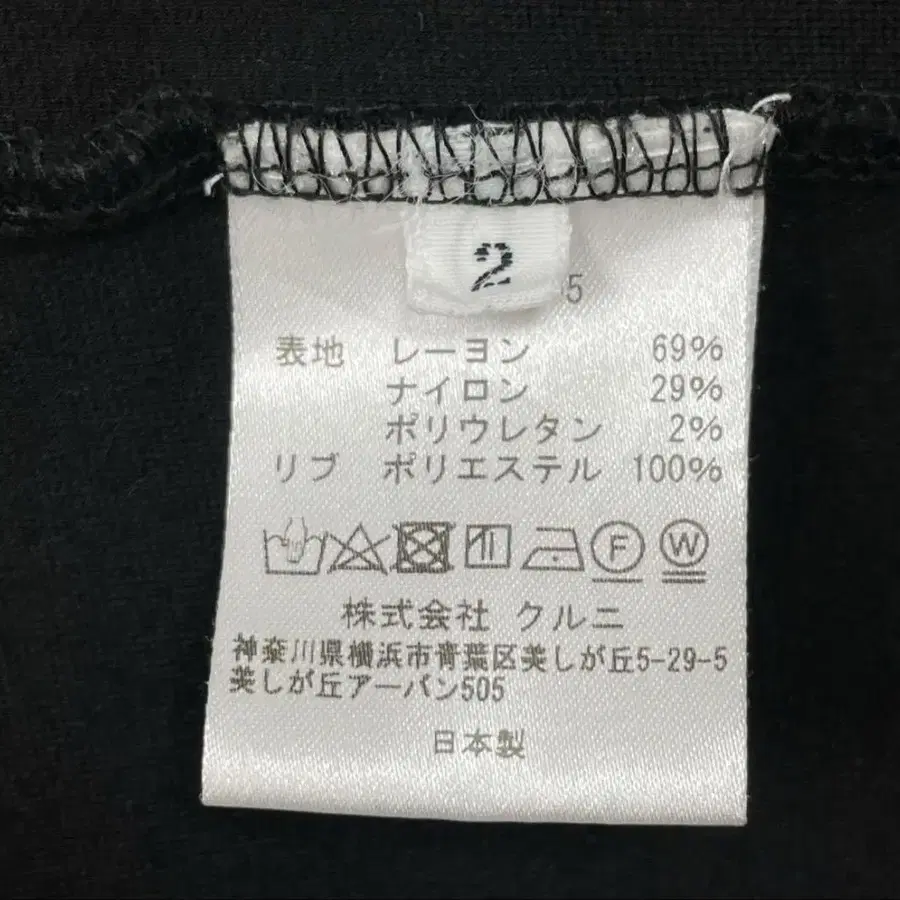 2
5
表地 レーヨン 69%
ナイロン 29%
ポリウレタン 2%
リブ ポリエステル 100%
F W
株式会社 クルニ
神奈川県横浜市青葉区美しが丘5-29-5
美しが丘アーバン505
日本製